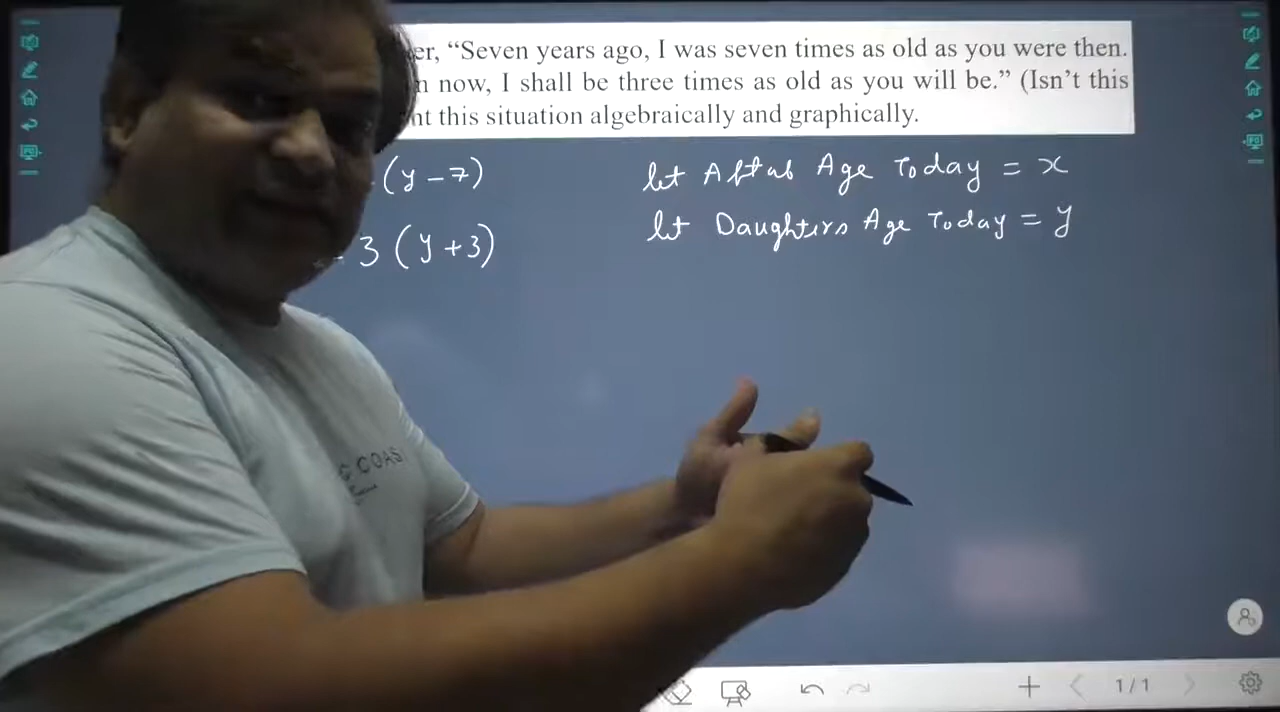 er, “Seven years ago, I was seven times as old as you were then.
n now, I shall be three times as old as you will be.” (Isn’t this
nt this situation algebraically and graphically.
(y - 7)
let Aftab Age Today = x
3 (y + 3)
let Daughters Age Today = y
C COAS
1/1